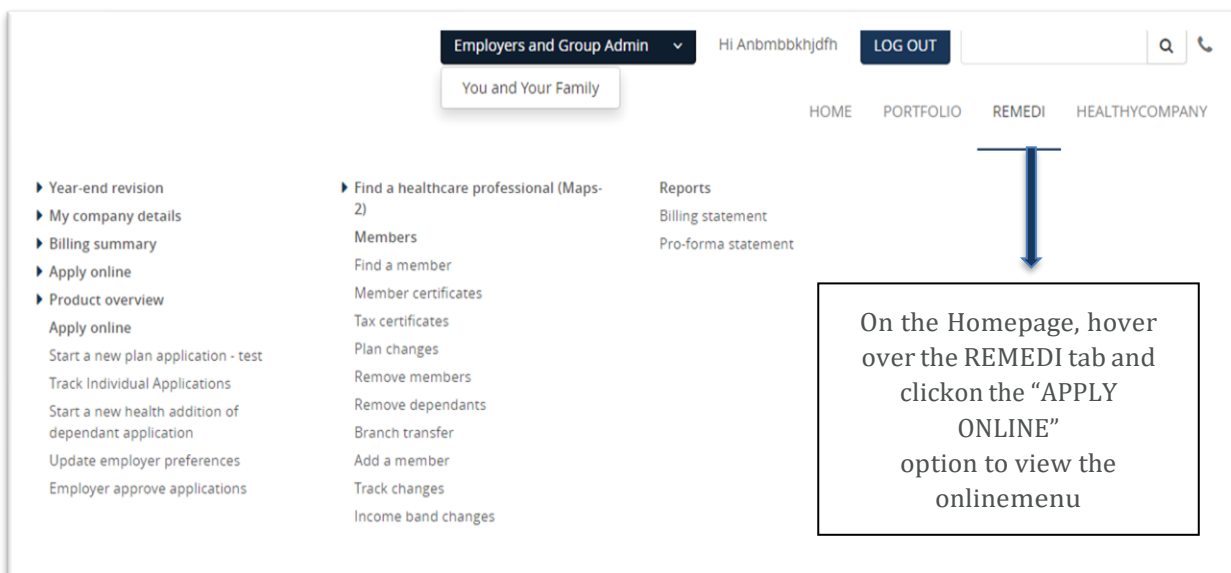 Employers and Group Admin
Hi Anbmbbkhjdfh
LOG OUT
You and Your Family
HOME
PORTFOLIO
REMEDI
HEALTHYCOMPANY
Year-end revision
My company details
Billing summary
Apply online
Product overview
Apply online
Start a new plan application - test
Track Individual Applications
Start a new health addition of
dependant application
Update employer preferences
Employer approve applications
Find a healthcare professional (Maps-
2)
Members
Find a member
Member certificates
Tax certificates
Plan changes
Remove members
Remove dependants
Branch transfer
Add a member
Track changes
Income band changes
Reports
Billing statement
Pro-forma statement
On the Homepage, hover
over the REMEDI tab and
clickon the “APPLY
ONLINE”
option to view the
onlinemenu